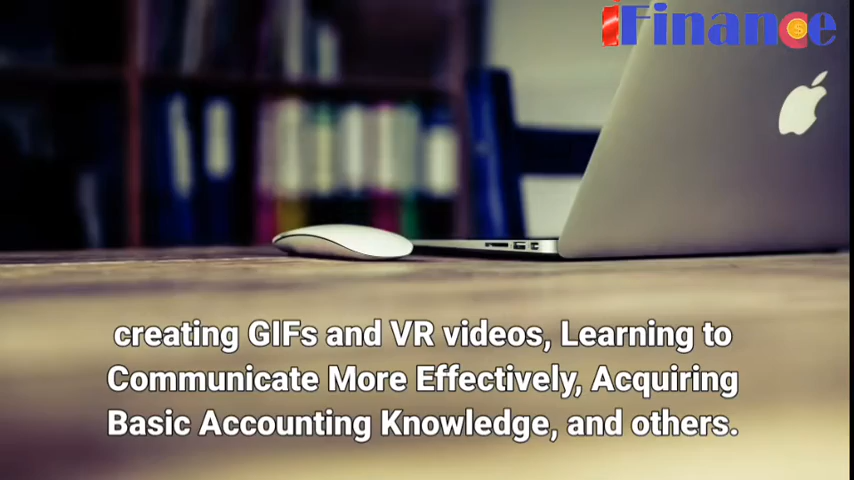 iFinance
creating GIFs and VR videos, Learning to
Communicate More Effectively, Acquiring
Basic Accounting Knowledge, and others.